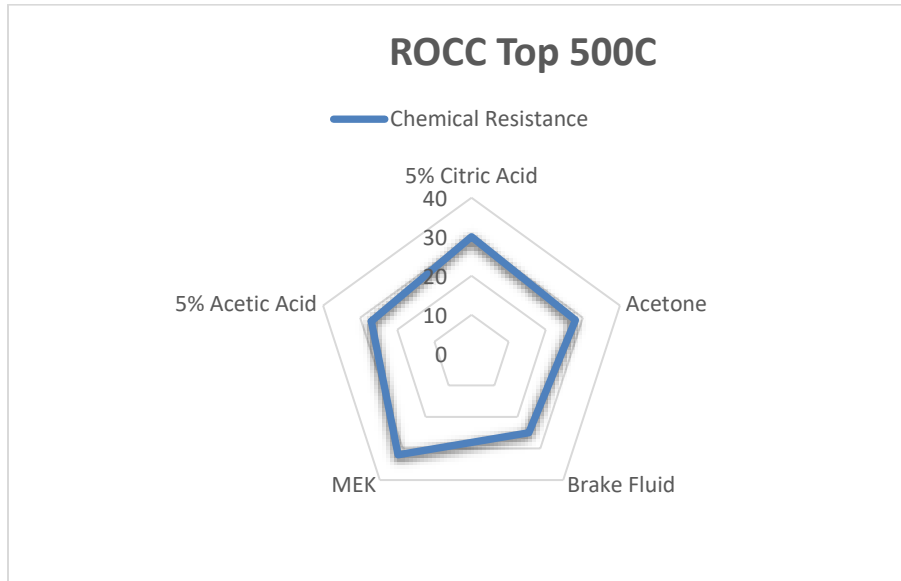 ROCC Top 500C
Chemical Resistance
5% Citric Acid
40
30
20
10
0
5% Acetic Acid
Acetone
MEK
Brake Fluid